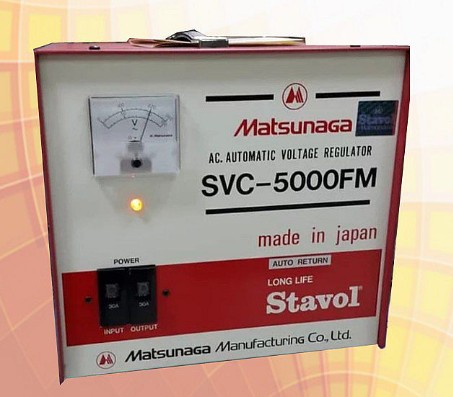 Matsunaga
Stavol
AC. AUTOMATIC VOLTAGE REGULATOR
SVC-5000FM
made in japan
AUTO RETURN
POWER
LONG LIFE
30A 30A
Stavol®
INPUT OUTPUT
Matsunaga Manufacturing Co., Ltd.